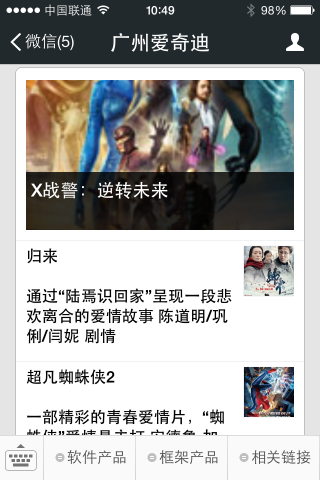 中国联通 10:49 98%
微信(5) 广州爱奇迪
X战警：逆转未来
归来
通过“陆焉识回家”呈现一段悲
欢离合的爱情故事 陈道明/巩
俐/闫妮 剧情
超凡蜘蛛侠2
一部精彩的青春爱情片，“蜘
软件产品 框架产品 相关链接